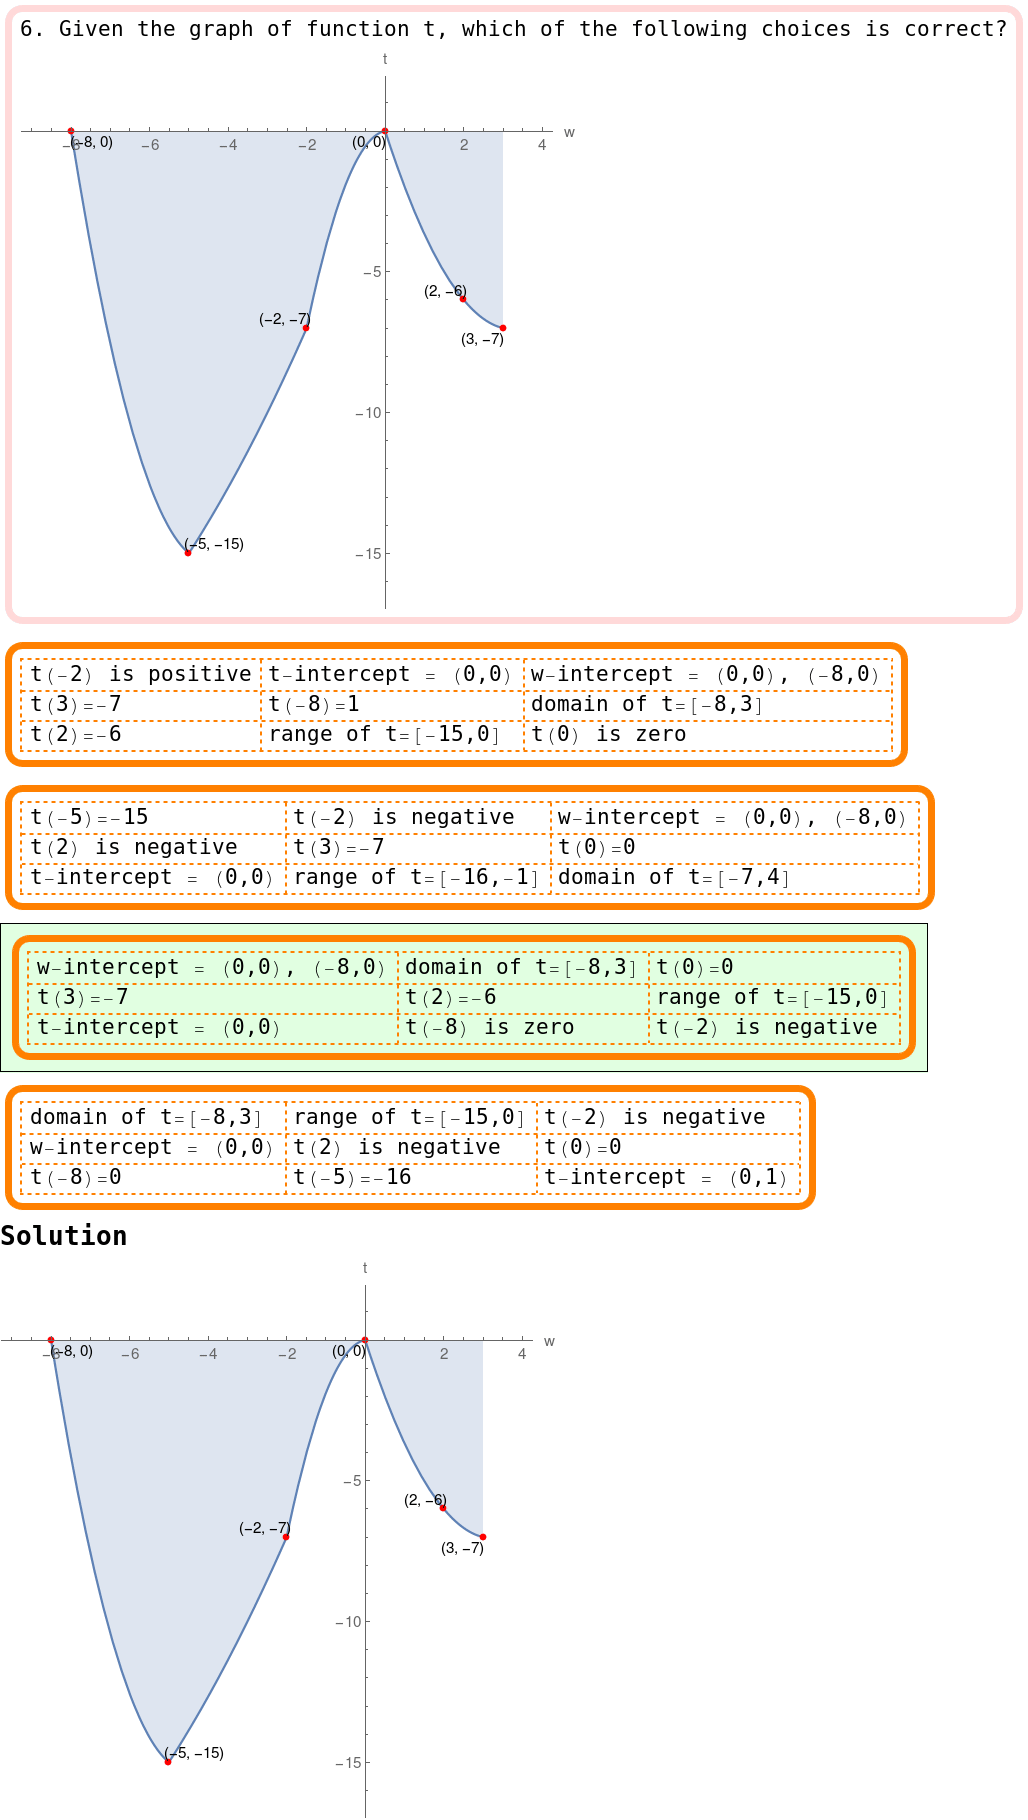 6. Given the graph of function t, which of the following choices is correct?
t
w
(−8, 0)
(0, 0)
−8 −6 −4 −2 2 4
−5
(2, −6)
(−2, −7)
(3, −7)
−10
(−5, −15)
−15
t(−2) is positive t−intercept = (0,0) w−intercept = (0,0), (−8,0)
t(3)=−7 t(−8)=1 domain of t=[−8,3]
t(2)=−6 range of t=[−15,0] t(0) is zero
t(−5)=−15 t(−2) is negative w−intercept = (0,0), (−8,0)
t(2) is negative t(3)=−7 t(0)=0
t−intercept = (0,0) range of t=[−16,−1] domain of t=[−7,4]
w−intercept = (0,0), (−8,0) domain of t=[−8,3] t(0)=0
t(3)=−7 t(2)=−6 range of t=[−15,0]
t−intercept = (0,0) t(−8) is zero t(−2) is negative
domain of t=[−8,3] range of t=[−15,0] t(−2) is negative
w−intercept = (0,0) t(2) is negative t(0)=0
t(−8)=0 t(−5)=−16 t−intercept = (0,1)
Solution
t
w
(−8, 0)
(0, 0)
−8 −6 −4 −2 2 4
−5
(2, −6)
(−2, −7)
(3, −7)
−10
(−5, −15)
−15